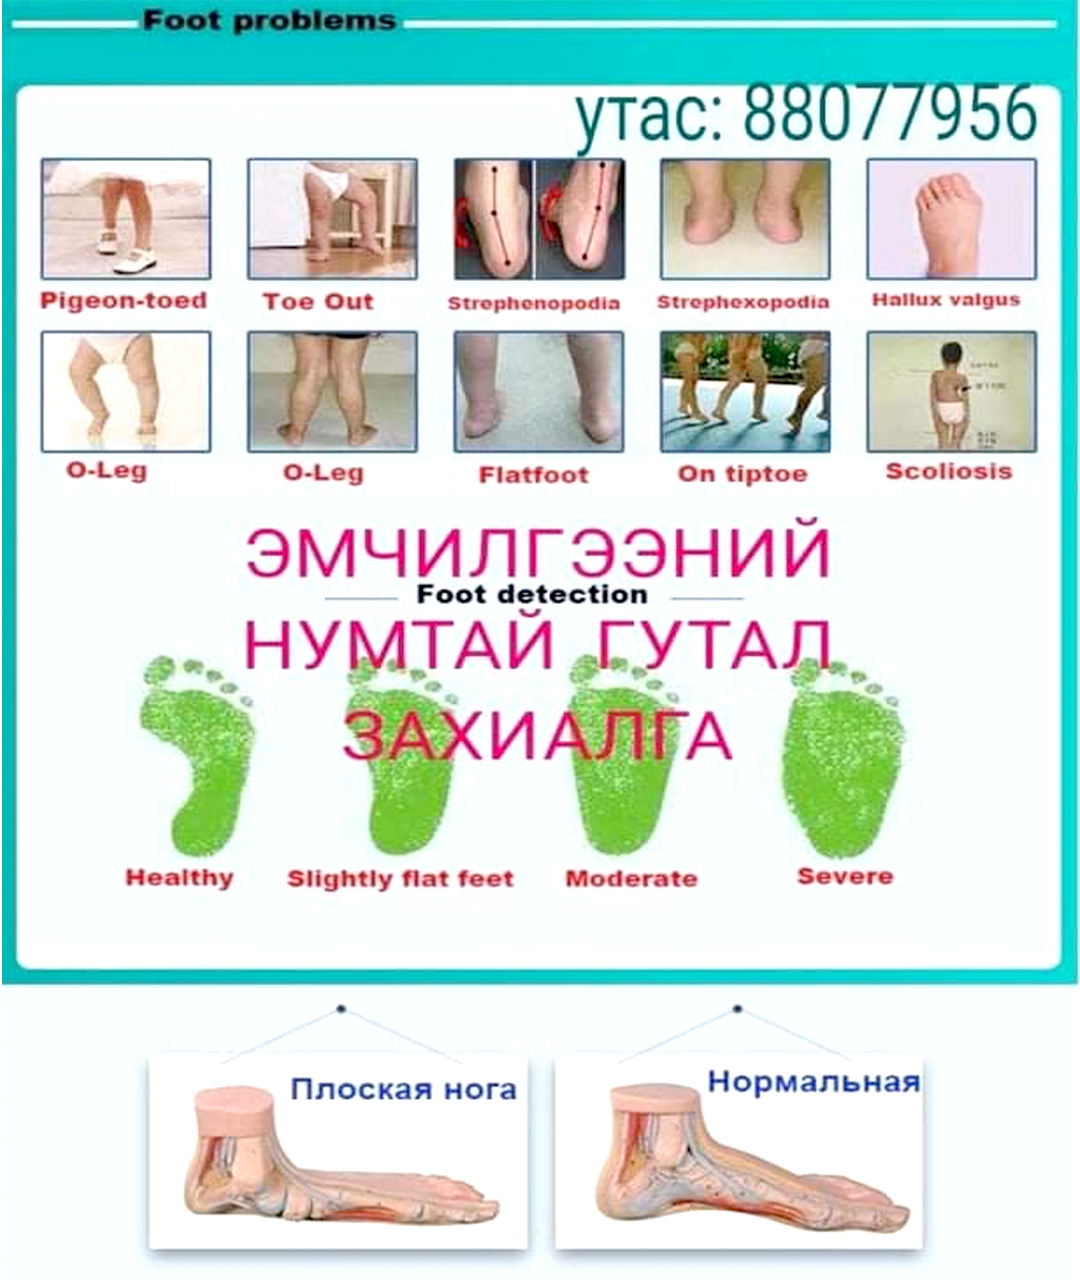 Foot problems
утас: 88077956
Pigeon-toed
Toe Out
Strephenopodia
Strephexopodia
Hallux valgus
O-Leg
O-Leg
Flatfoot
On tiptoe
Scoliosis
ЭМЧИЛГЭЭНИЙ
Foot detection
НУМТАЙ ГУТАЛ
ЗАХИАЛГА
Healthy
Slightly flat feet
Moderate
Severe
Плоская нога
Нормальная